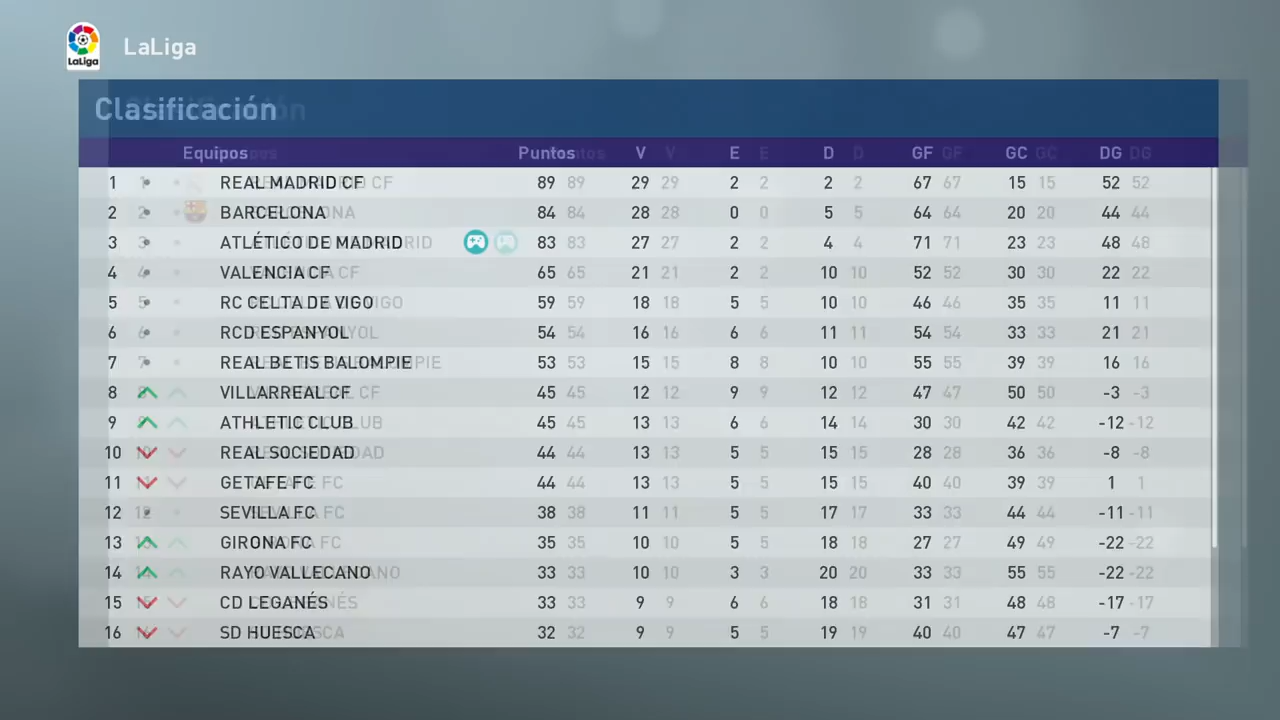 LaLiga
LaLiga
Clasificación
Equipos Puntos V E D GF GC DG
1 REAL MADRID CF 89 29 2 2 67 15 52
2 BARCELONA 84 28 0 5 64 20 44
3 ATLÉTICO DE MADRID 83 27 2 4 71 23 48
4 VALENCIA CF 65 21 2 10 52 30 22
5 RC CELTA DE VIGO 59 18 5 10 46 35 11
6 RCD ESPANYOL 54 16 6 11 54 33 21
7 REAL BETIS BALOMPIE 53 15 8 10 55 39 16
8 VILLARREAL CF 45 12 9 12 47 50 -3
9 ATHLETIC CLUB 45 13 6 14 30 42 -12
10 REAL SOCIEDAD 44 13 5 15 28 36 -8
11 GETAFE FC 44 13 5 15 40 39 1
12 SEVILLA FC 38 11 5 17 33 44 -11
13 GIRONA FC 35 10 5 18 27 49 -22
14 RAYO VALLECANO 33 10 3 20 33 55 -22
15 CD LEGANÉS 33 9 6 18 31 48 -17
16 SD HUESCA 32 9 5 19 40 47 -7